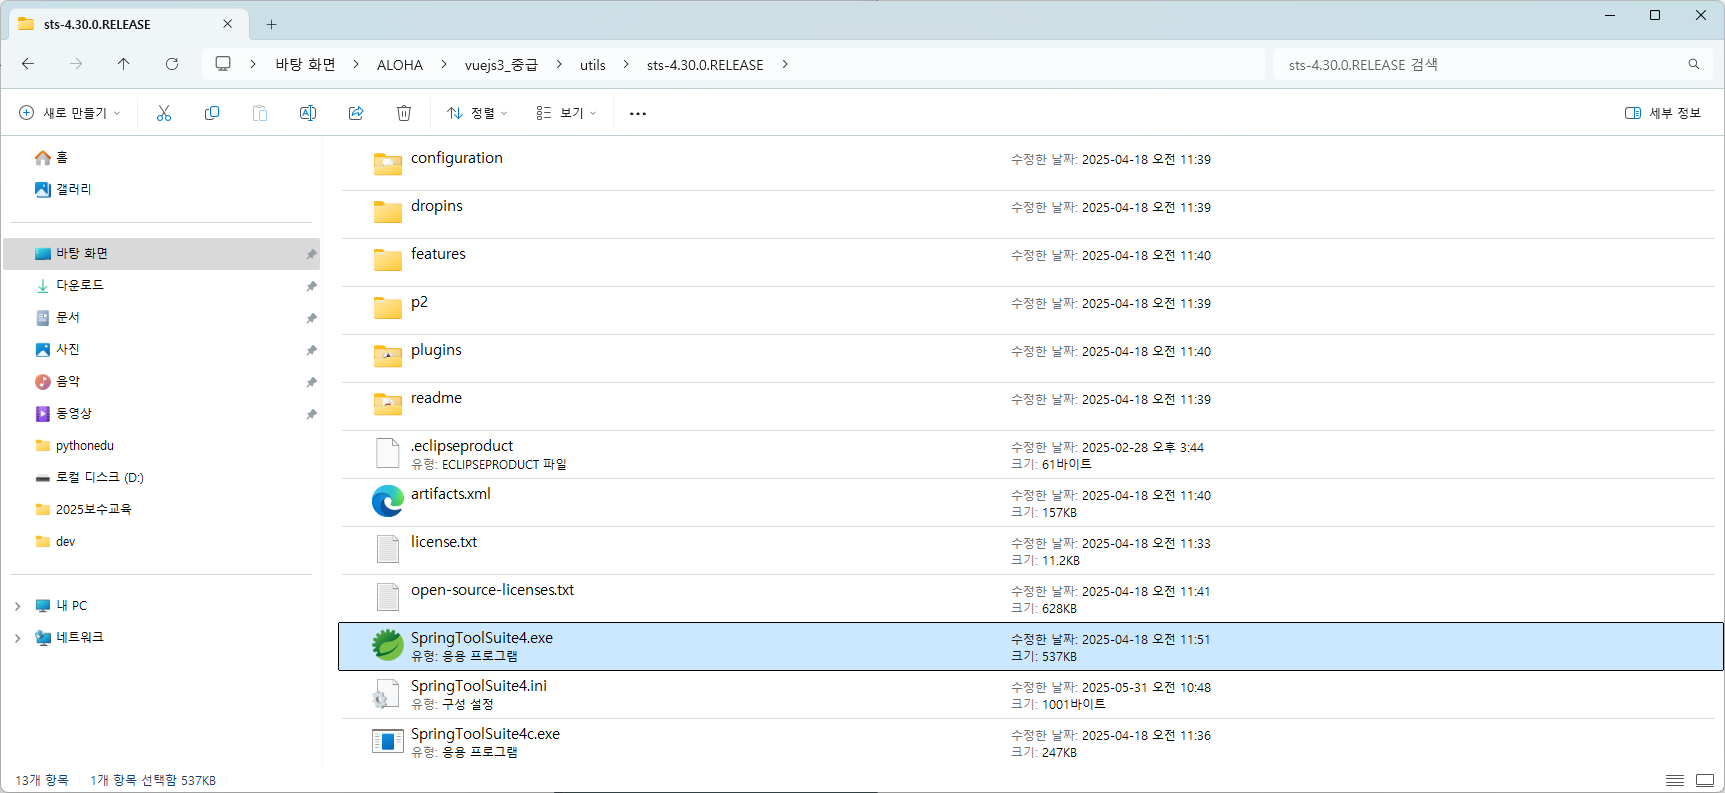 sts-4.30.0.RELEASE
바탕 화면 ALOHA vuejs3_중급 utils sts-4.30.0.RELEASE
sts-4.30.0.RELEASE 검색
새로 만들기
정렬
보기
세부 정보
홈
갤러리
바탕 화면
다운로드
문서
사진
음악
동영상
pythonedu
로컬 디스크 (D:)
2025보수교육
dev
내 PC
네트워크
configuration 수정한 날짜: 2025-04-18 오전 11:39
dropins 수정한 날짜: 2025-04-18 오전 11:39
features 수정한 날짜: 2025-04-18 오전 11:40
p2 수정한 날짜: 2025-04-18 오전 11:39
plugins 수정한 날짜: 2025-04-18 오전 11:40
readme 수정한 날짜: 2025-04-18 오전 11:39
.eclipseproduct 수정한 날짜: 2025-02-28 오후 3:44
유형: ECLIPSEPRODUCT 파일 크기: 61바이트
artifacts.xml 수정한 날짜: 2025-04-18 오전 11:40
크기: 157KB
license.txt 수정한 날짜: 2025-04-18 오전 11:33
크기: 11.2KB
open-source-licenses.txt 수정한 날짜: 2025-04-18 오전 11:41
크기: 628KB
SpringToolSuite4.exe 수정한 날짜: 2025-04-18 오전 11:51
유형: 응용 프로그램 크기: 537KB
SpringToolSuite4.ini 수정한 날짜: 2025-05-31 오전 10:48
유형: 구성 설정 크기: 1001바이트
SpringToolSuite4c.exe 수정한 날짜: 2025-04-18 오전 11:36
유형: 응용 프로그램 크기: 247KB
13개 항목 1개 항목 선택함 537KB